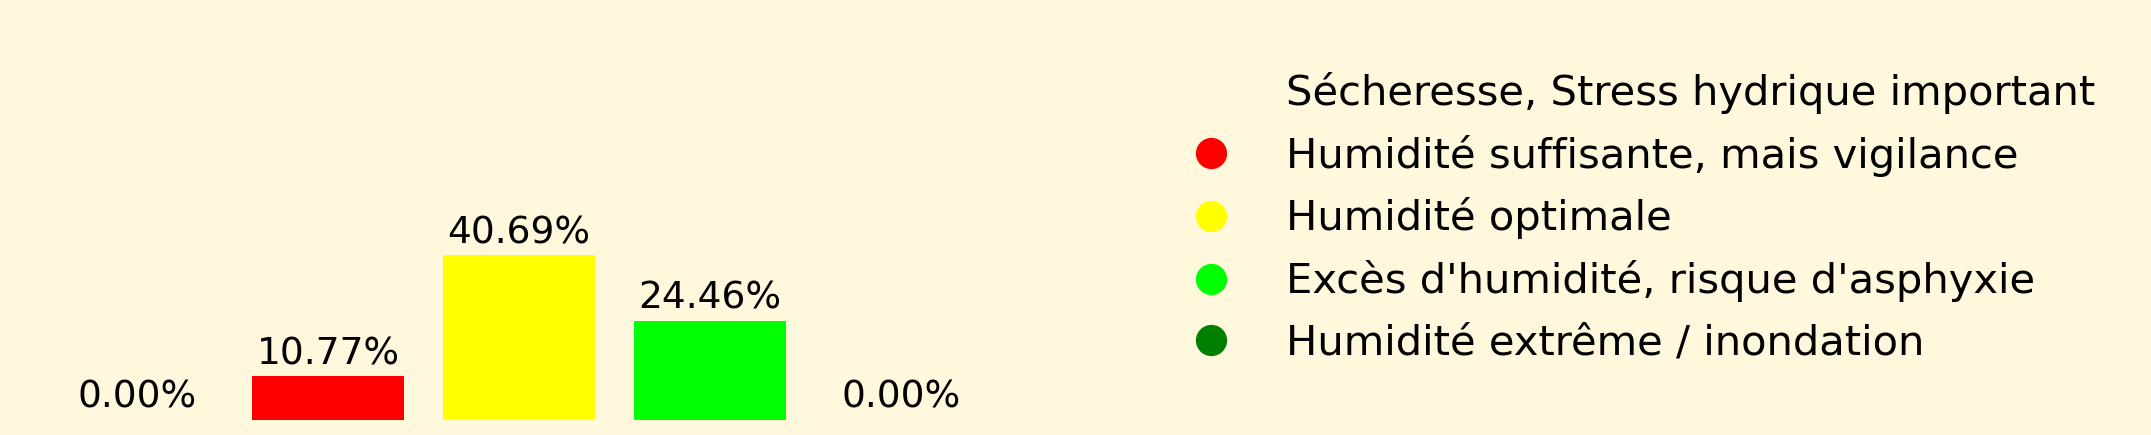 0.00%
10.77%
40.69%
24.46%
0.00%
Sécheresse, Stress hydrique important
Humidité suffisante, mais vigilance
Humidité optimale
Excès d'humidité, risque d'asphyxie
Humidité extrême / inondation